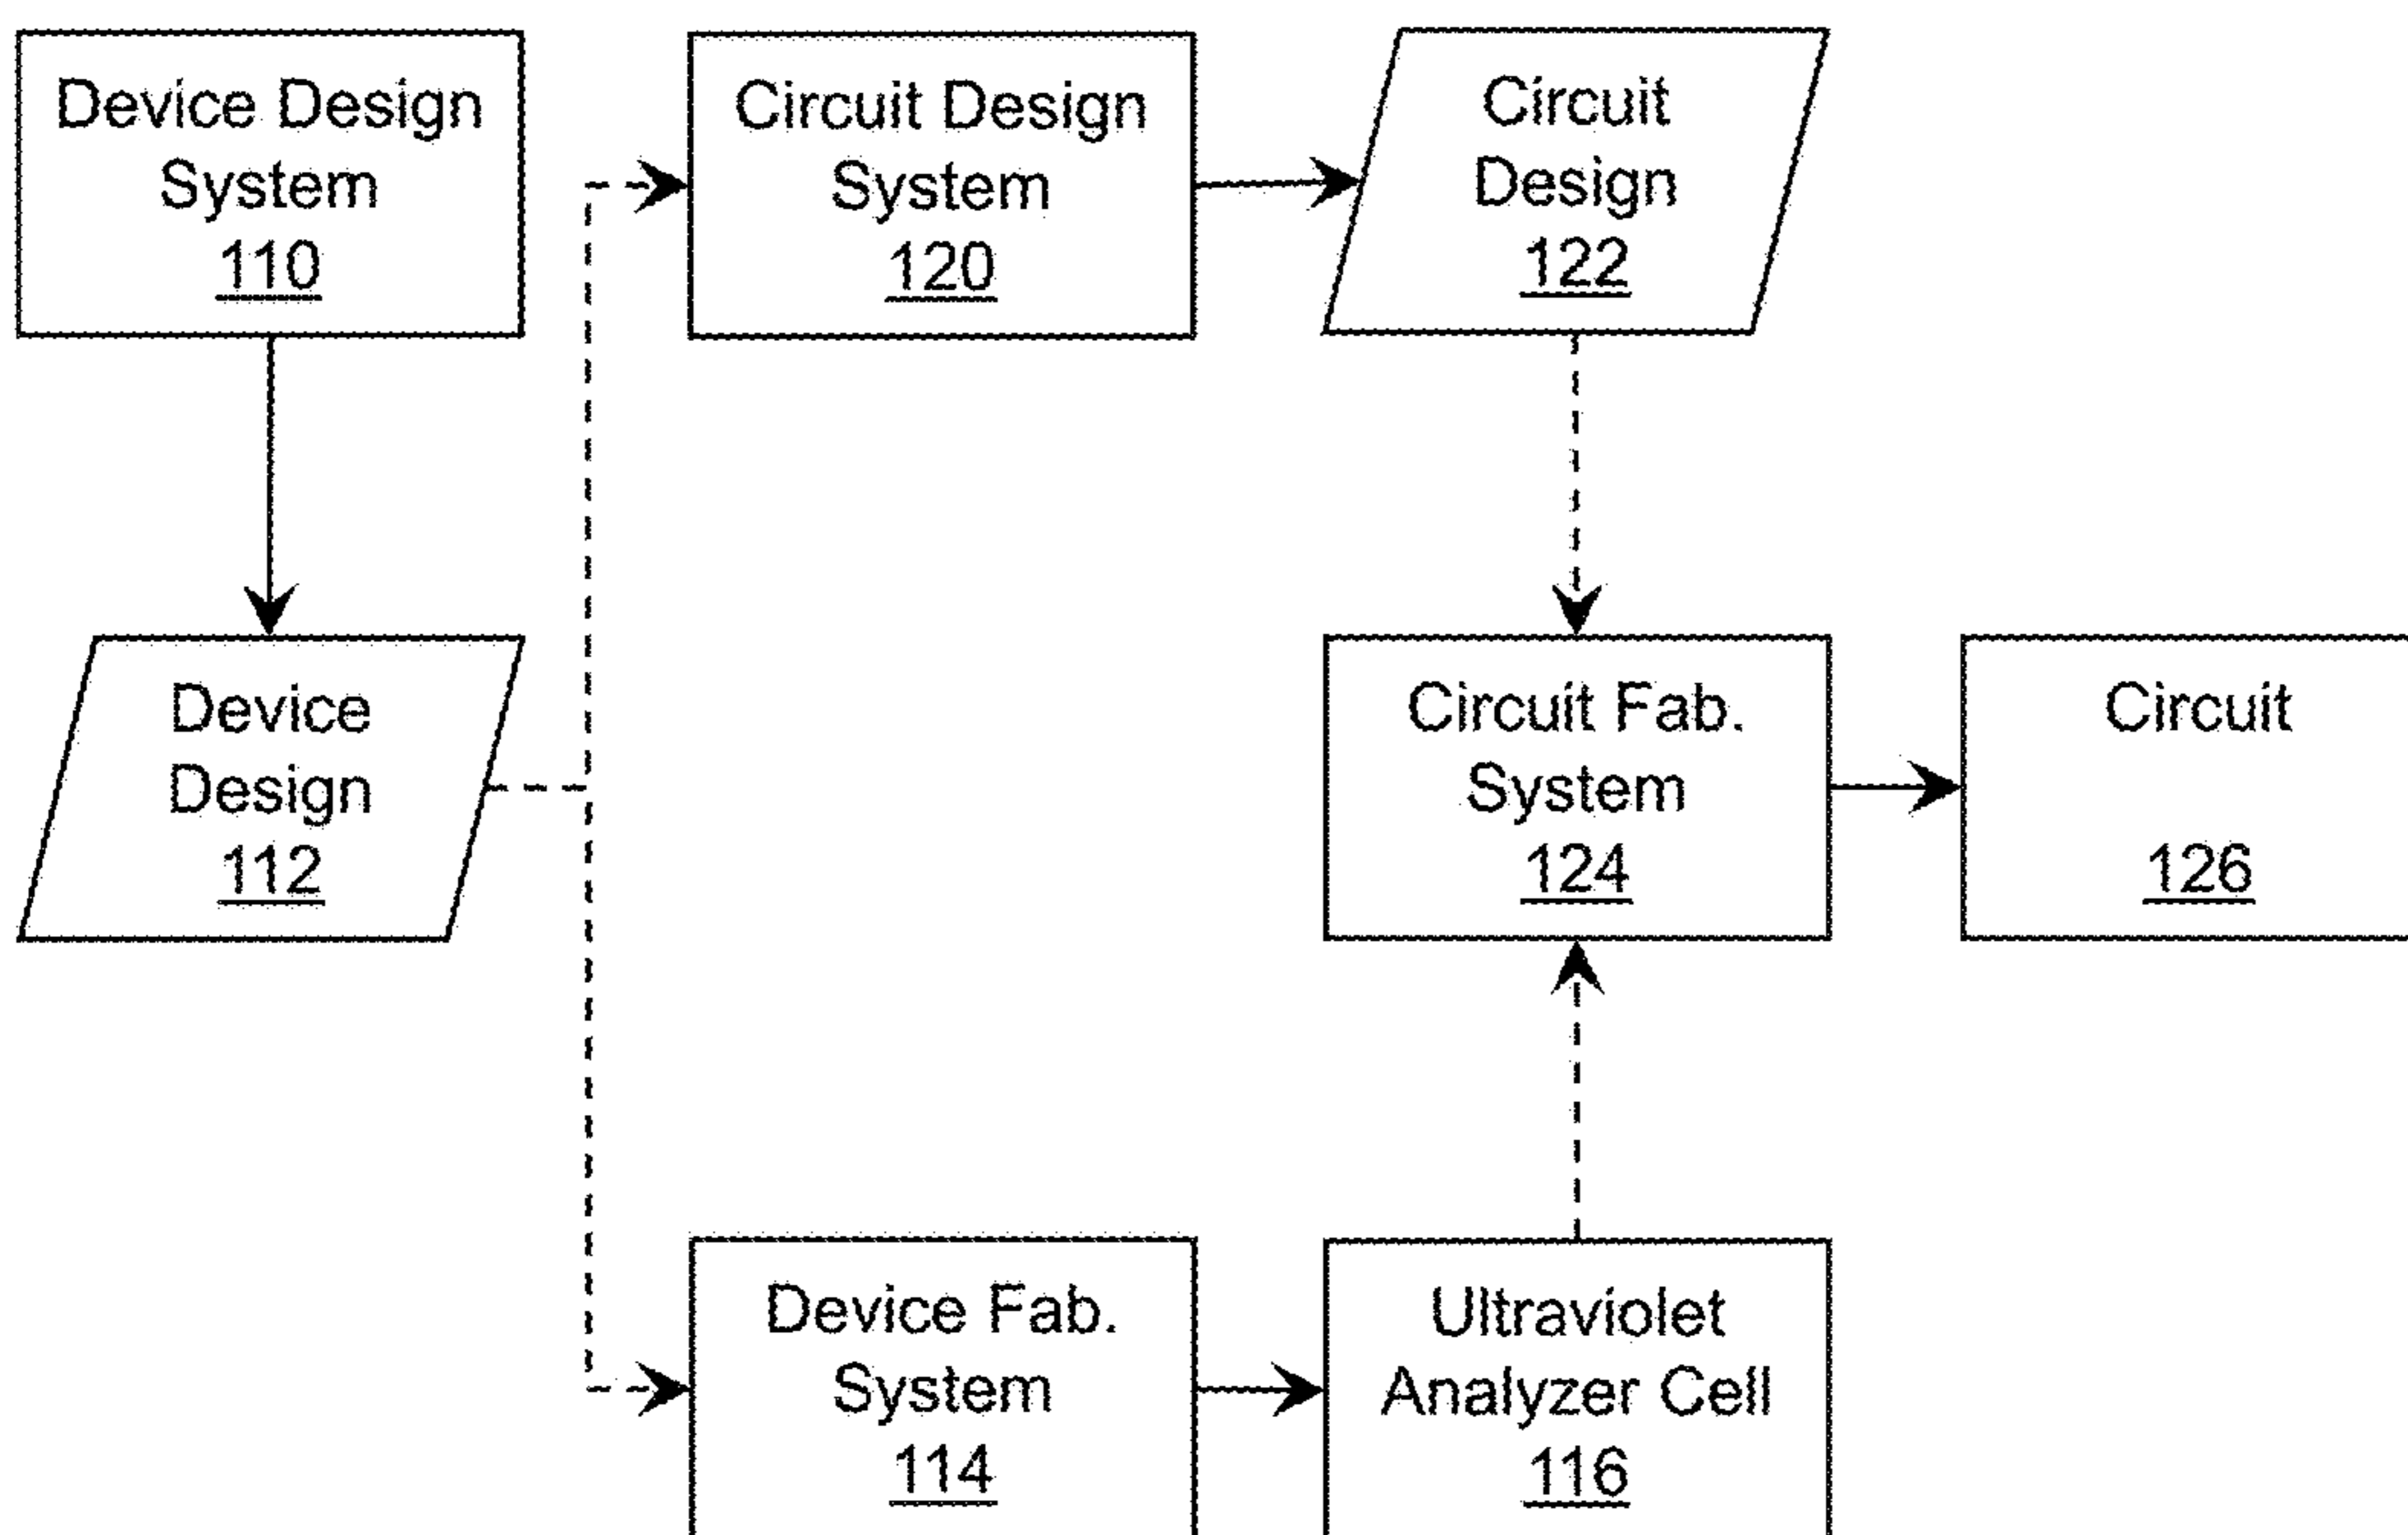 Device Design
System
110
Circuit Design
System
120
Circuit
Design
122
Device
Design
112
Circuit Fab.
System
124
Circuit
126
Device Fab.
System
114
Ultraviolet
Analyzer Cell
116